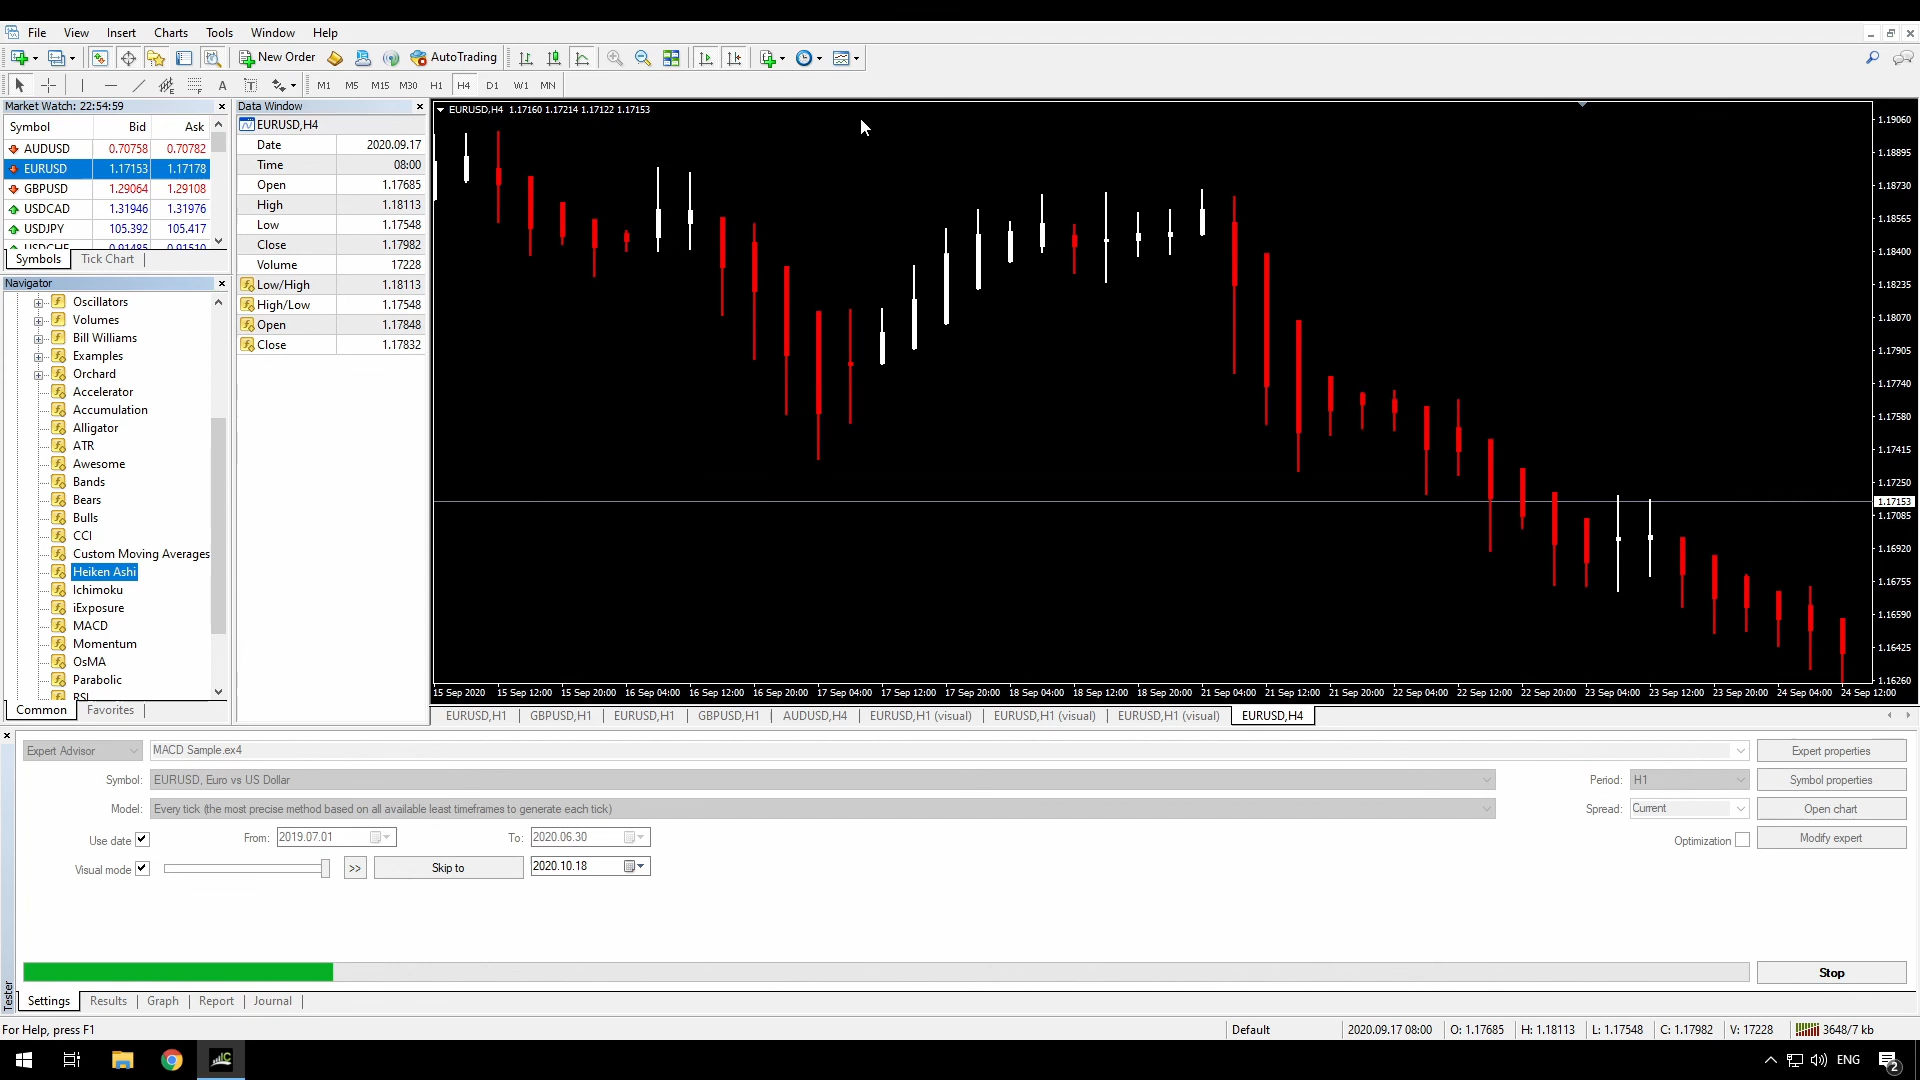 File View Insert Charts Tools Window Help
New Order AutoTrading
A T M1 M5 M15 M30 H1 H4 D1 W1 MN
Market Watch: 22:54:59
Symbol Bid Ask
AUDUSD 0.70758 0.70782
EURUSD 1.17153 1.17178
GBPUSD 1.29064 1.29108
USDCAD 1.31946 1.31976
USDJPY 105.392 105.417
USDCHF 0.91485 0.91510
Symbols Tick Chart
Navigator
Oscillators
Volumes
Bill Williams
Examples
Orchard
Accelerator
Accumulation
Alligator
ATR
Awesome
Bands
Bears
Bulls
CCI
Custom Moving Averages
Heiken Ashi
Ichimoku
iExposure
MACD
Momentum
OsMA
Parabolic
RSI
Common Favorites
Data Window
EURUSD,H4
Date 2020.09.17
Time 08:00
Open 1.17685
High 1.18113
Low 1.17548
Close 1.17982
Volume 17228
Low/High 1.18113
High/Low 1.17548
Open 1.17848
Close 1.17832
EURUSD,H4 1.17160 1.17214 1.17122 1.17153
1.19060
1.18895
1.18730
1.18565
1.18400
1.18235
1.18070
1.17905
1.17740
1.17580
1.17415
1.17250
1.17153
1.17085
1.16920
1.16755
1.16590
1.16425
1.16260
15 Sep 2020 15 Sep 12:00 15 Sep 20:00 16 Sep 04:00 16 Sep 12:00 16 Sep 20:00 17 Sep 04:00 17 Sep 12:00 17 Sep 20:00 18 Sep 04:00 18 Sep 12:00 18 Sep 20:00 21 Sep 04:00 21 Sep 12:00 21 Sep 20:00 22 Sep 04:00 22 Sep 12:00 22 Sep 20:00 23 Sep 04:00 23 Sep 12:00 23 Sep 20:00 24 Sep 04:00 24 Sep 12:00
EURUSD,H1 GBPUSD,H1 EURUSD,H1 GBPUSD,H1 AUDUSD,H4 EURUSD,H1 (visual) EURUSD,H1 (visual) EURUSD,H1 (visual) EURUSD,H4
Expert Advisor MACD Sample.ex4 Expert properties
Symbol: EURUSD, Euro vs US Dollar Period: H1 Symbol properties
Model: Every tick (the most precise method based on all available least timeframes to generate each tick) Spread: Current Open chart
Use date From: 2019.07.01 To: 2020.06.30 Optimization Modify expert
Visual mode >> Skip to 2020.10.18
Stop
Tester
Settings Results Graph Report Journal
For Help, press F1 Default 2020.09.17 08:00 O: 1.17685 H: 1.18113 L: 1.17548 C: 1.17982 V: 17228 3648/7 kb
ENG 2